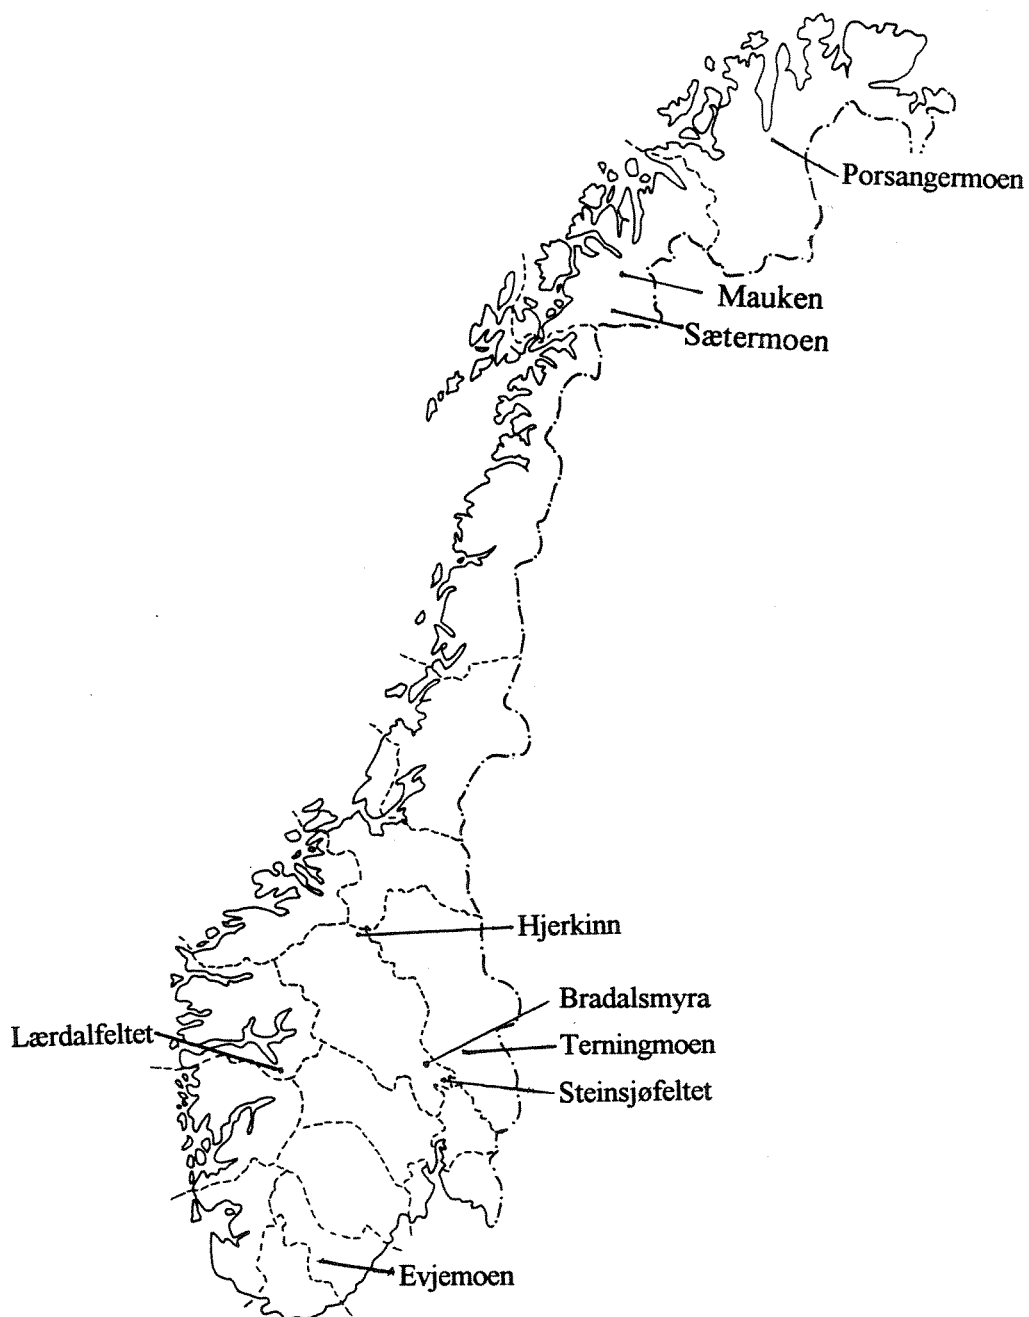 Porsangermoen
Mauken
Sætermoen
Hjerkinn
Bradalsmyra
Lærdalfeltet
Terningmoen
Steinsjøfeltet
Evjemoen